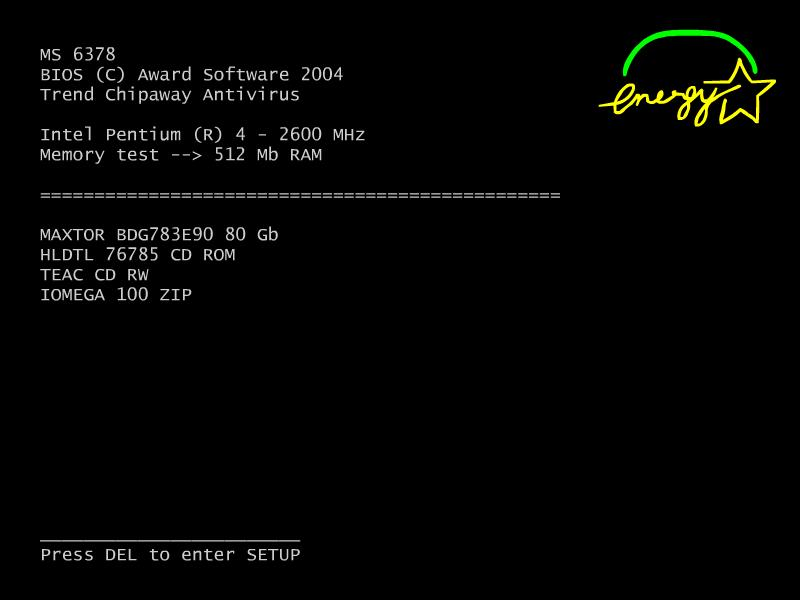 MS 6378
BIOS (C) Award Software 2004
Trend Chipaway Antivirus
energy
Intel Pentium (R) 4 - 2600 MHz
Memory test --> 512 Mb RAM
================================================
MAXTOR BDG783E90 80 Gb
HLDTL 76785 CD ROM
TEAC CD RW
IOMEGA 100 ZIP
________________________
Press DEL to enter SETUP